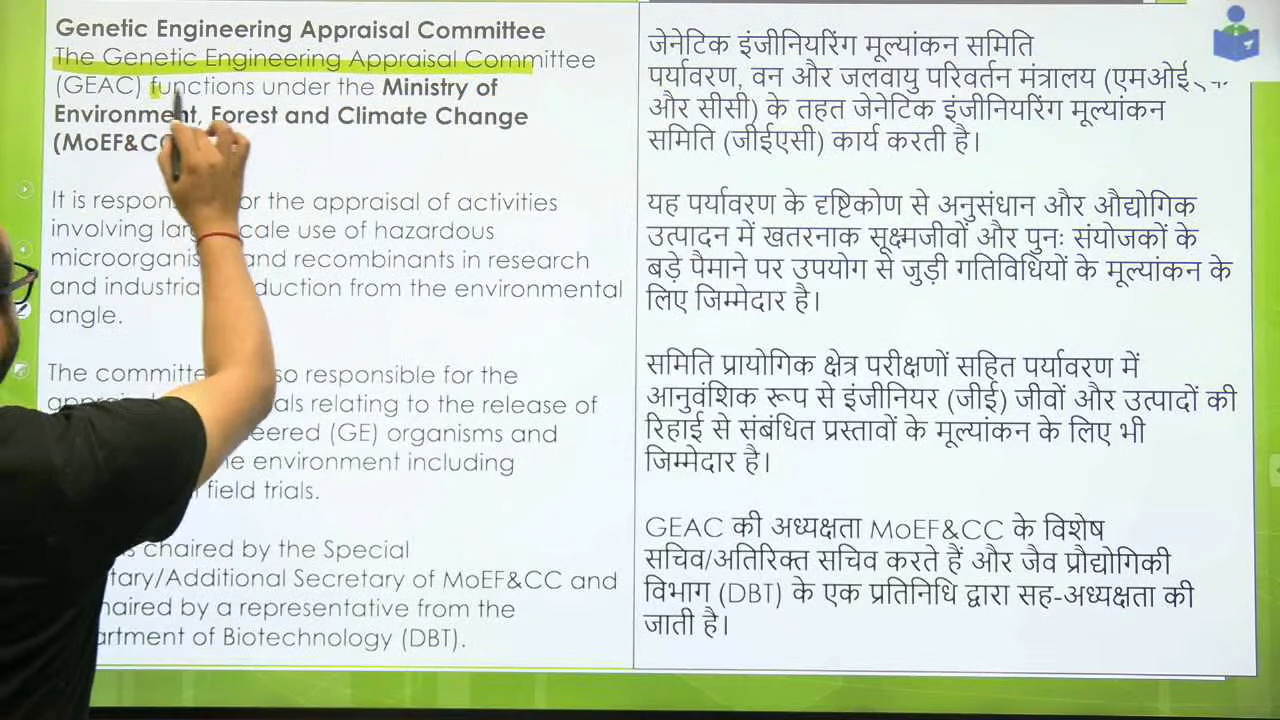 Genetic Engineering Appraisal Committee
The Genetic Engineering Appraisal Committee
(GEAC) functions under the Ministry of
Environment, Forest and Climate Change
(MoEF&C
It is respon or the appraisal of activities
involving lar cale use of hazardous
microorganis and recombinants in research
and industria duction from the environmental
angle.
The committe so responsible for the
als relating to the release of
eered (GE) organisms and
e environment including
field trials.
chaired by the Special
tary/Additional Secretary of MoEF&CC and
haired by a representative from the
artment of Biotechnology (DBT).
जेनेटिक इंजीनियरिंग मूल्यांकन समिति
पर्यावरण, वन और जलवायु परिवर्तन मंत्रालय (एमओई
और सीसी) के तहत जेनेटिक इंजीनियरिंग मूल्यांकन
समिति (जीईएसी) कार्य करती है।
यह पर्यावरण के दृष्टिकोण से अनुसंधान और औद्योगिक
उत्पादन में खतरनाक सूक्ष्मजीवों और पुनः संयोजकों के
बड़े पैमाने पर उपयोग से जुड़ी गतिविधियों के मूल्यांकन के
लिए जिम्मेदार है।
समिति प्रायोगिक क्षेत्र परीक्षणों सहित पर्यावरण में
आनुवंशिक रूप से इंजीनियर (जीई) जीवों और उत्पादों की
रिहाई से संबंधित प्रस्तावों के मूल्यांकन के लिए भी
जिम्मेदार है।
GEAC की अध्यक्षता MoEF&CC के विशेष
सचिव/अतिरिक्त सचिव करते हैं और जैव प्रौद्योगिकी
विभाग (DBT) के एक प्रतिनिधि द्वारा सह-अध्यक्षता की
जाती है।